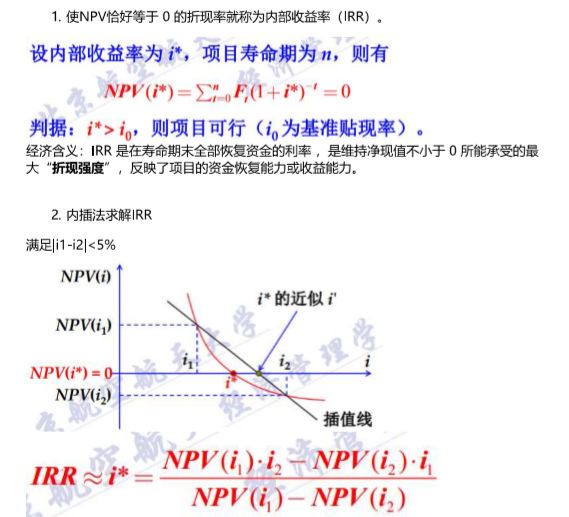 1. 使NPV恰好等于 0 的折现率就称为内部收益率（IRR）。
设内部收益率为 i*，项目寿命期为 n，则有
NPV(i*)=∑ⁿₜ₌₀Fₜ(1+i*)⁻ᵗ=0
判据：i*> i₀，则项目可行（i₀为基准贴现率）。
经济含义：IRR 是在寿命期末全部恢复资金的利率，是维持净现值不小于 0 所能承受的最
大“折现强度”，反映了项目的资金恢复能力或收益能力。
2. 内插法求解IRR
满足|i1-i2|<5%
NPV(i)
i* 的近似 i'
NPV(i₁)
i₁
i₂
i
NPV(i*) = 0
i*
NPV(i₂)
插值线
IRR ≈ i* = (NPV(i₁)·i₂ − NPV(i₂)·i₁) / (NPV(i₁) − NPV(i₂))